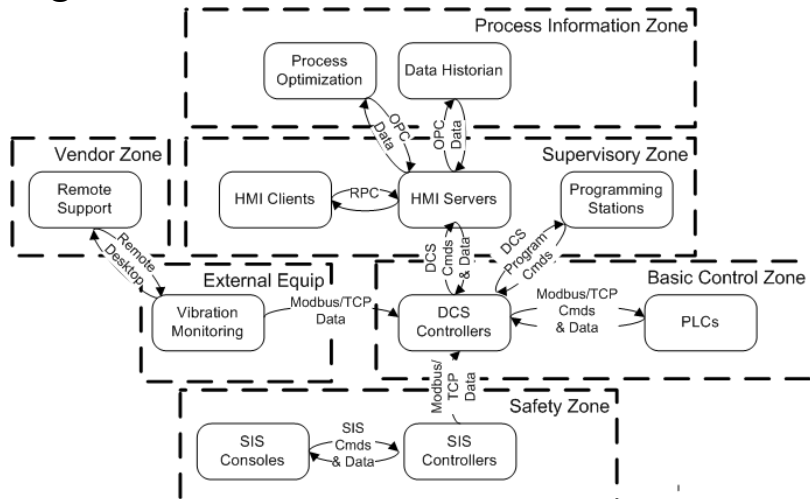 Process Information Zone
Process
Optimization
Data Historian
OPC
Data
OPC
Data
Vendor Zone
Remote
Support
Supervisory Zone
HMI Clients
RPC
HMI Servers
Programming
Stations
Remote
Desktop
DCS
Cmds
& Data
DCS
Program
Cmds
External Equip
Vibration
Monitoring
Modbus/TCP
Data
Basic Control Zone
DCS
Controllers
Modbus/TCP
Cmds
& Data
PLCs
Modbus/
TCP
Data
Safety Zone
SIS
Consoles
SIS
Cmds
& Data
SIS
Controllers